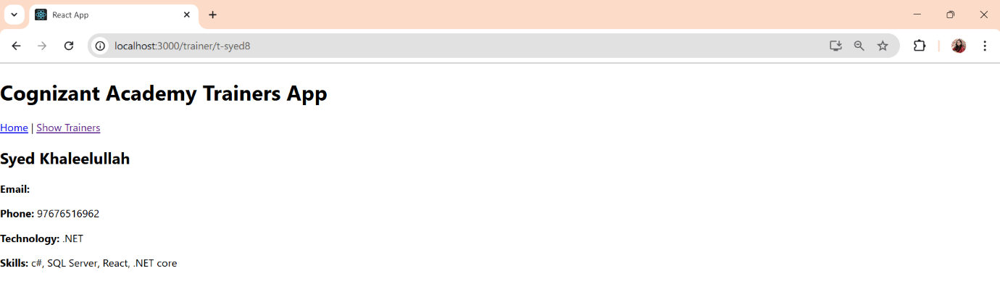 React App
localhost:3000/trainer/t-syed8
Cognizant Academy Trainers App
Home | Show Trainers
Syed Khaleelullah
Email:
Phone: 97676516962
Technology: .NET
Skills: c#, SQL Server, React, .NET core